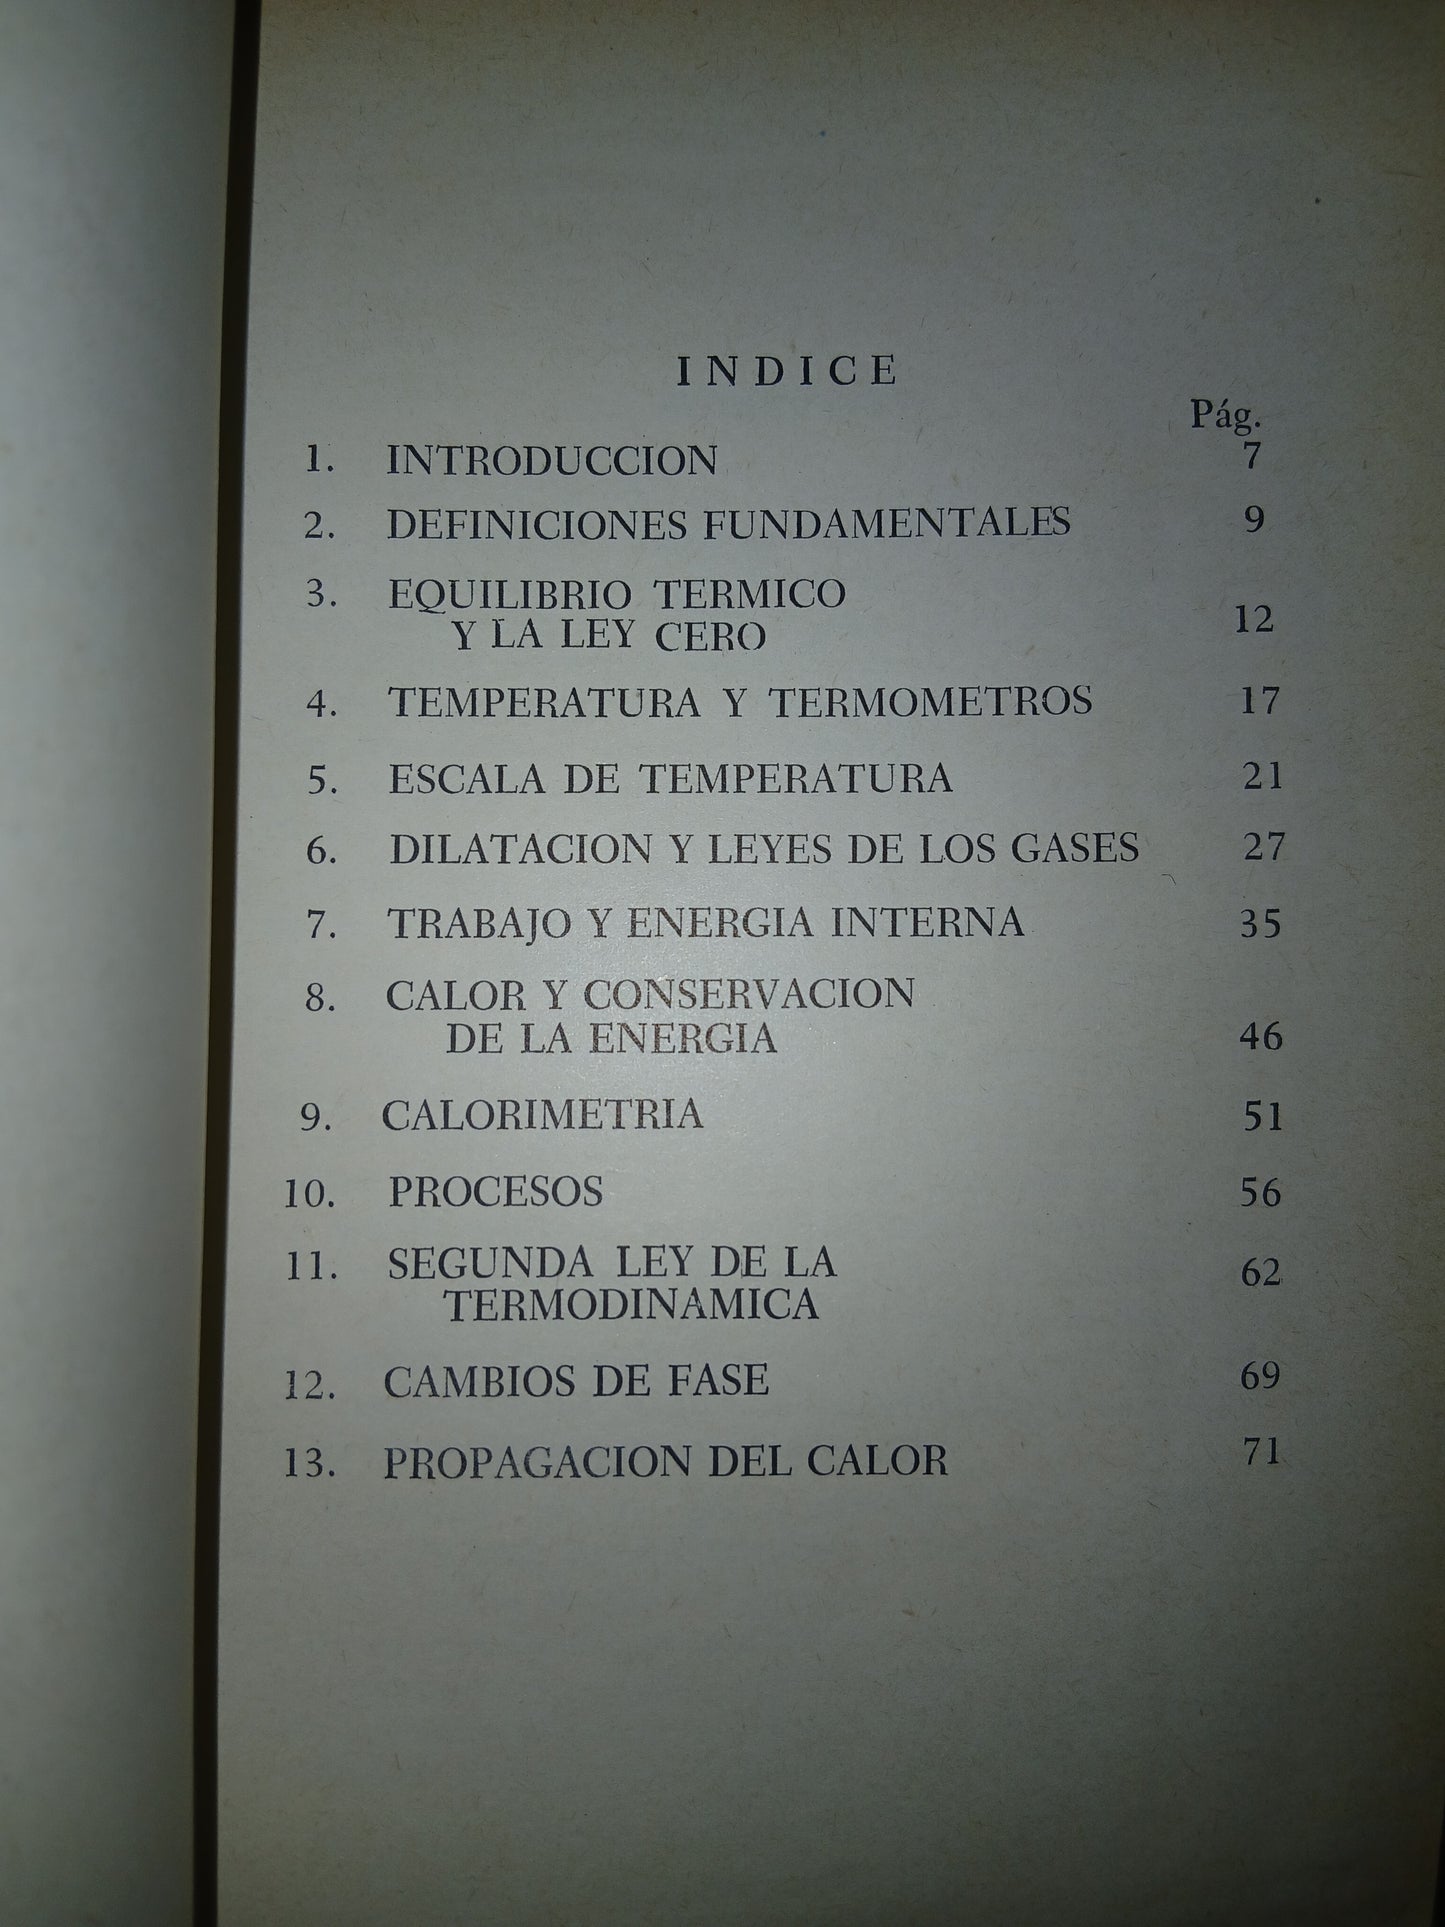 INDICE
Pág.
1. INTRODUCCION 7
2. DEFINICIONES FUNDAMENTALES 9
3. EQUILIBRIO TERMICO
Y LA LEY CERO 12
4. TEMPERATURA Y TERMOMETROS 17
5. ESCALA DE TEMPERATURA 21
6. DILATACION Y LEYES DE LOS GASES 27
7. TRABAJO Y ENERGIA INTERNA 35
8. CALOR Y CONSERVACION
DE LA ENERGIA 46
9. CALORIMETRIA 51
10. PROCESOS 56
11. SEGUNDA LEY DE LA 62
TERMODINAMICA
12. CAMBIOS DE FASE 69
13. PROPAGACION DEL CALOR 71